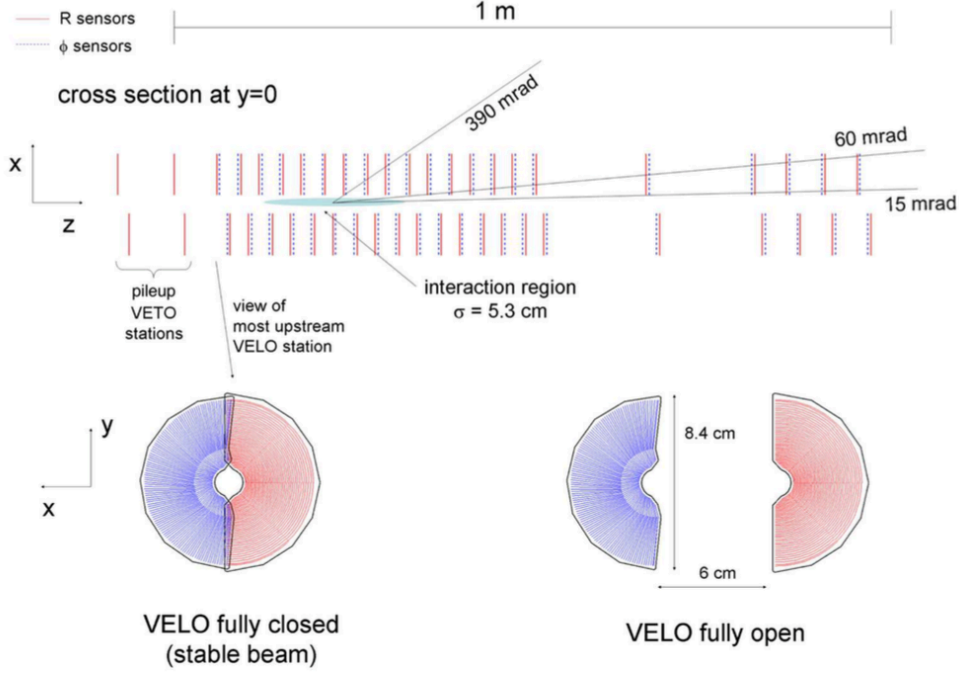 R sensors
1 m
ϕ sensors
cross section at y=0
390 mrad
60 mrad
x
z
15 mrad
pileup
VETO
stations
view of
most upstream
VELO station
interaction region
σ = 5.3 cm
y
x
8.4 cm
6 cm
VELO fully closed
(stable beam)
VELO fully open